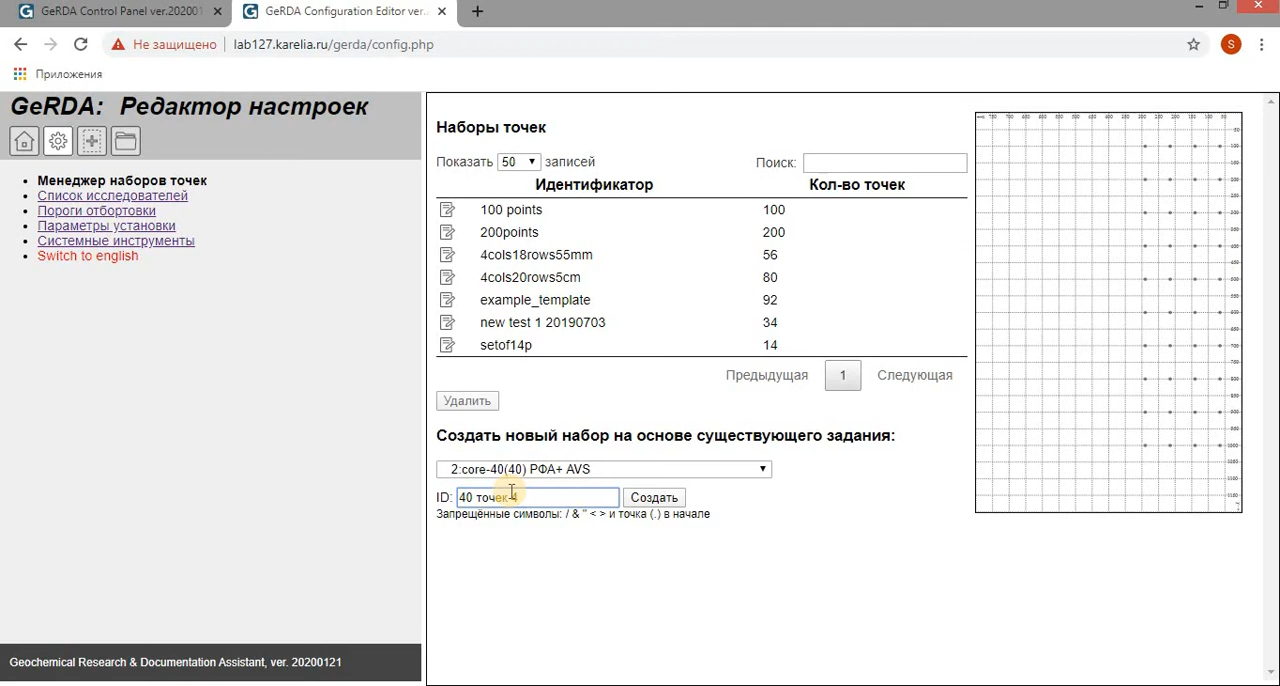 GeRDA Control Panel ver.20200
GeRDA Configuration Editor ver.
Не защищено lab127.karelia.ru/gerda/config.php
S
Приложения
GeRDA: Редактор настроек
Менеджер наборов точек
Список исследователей
Пороги отбортовки
Параметры установки
Системные инструменты
Switch to english
Наборы точек
Показать 50 записей Поиск:
Идентификатор Кол-во точек
100 points 100
200points 200
4cols18rows55mm 56
4cols20rows5cm 80
example_template 92
new test 1 20190703 34
setof14p 14
Предыдущая 1 Следующая
Удалить
Создать новый набор на основе существующего задания:
2:core-40(40) РФА+ AVS
ID: 40 точек Создать
Запрещённые символы: / & " < > и точка (.) в начале
Geochemical Research & Documentation Assistant, ver. 20200121